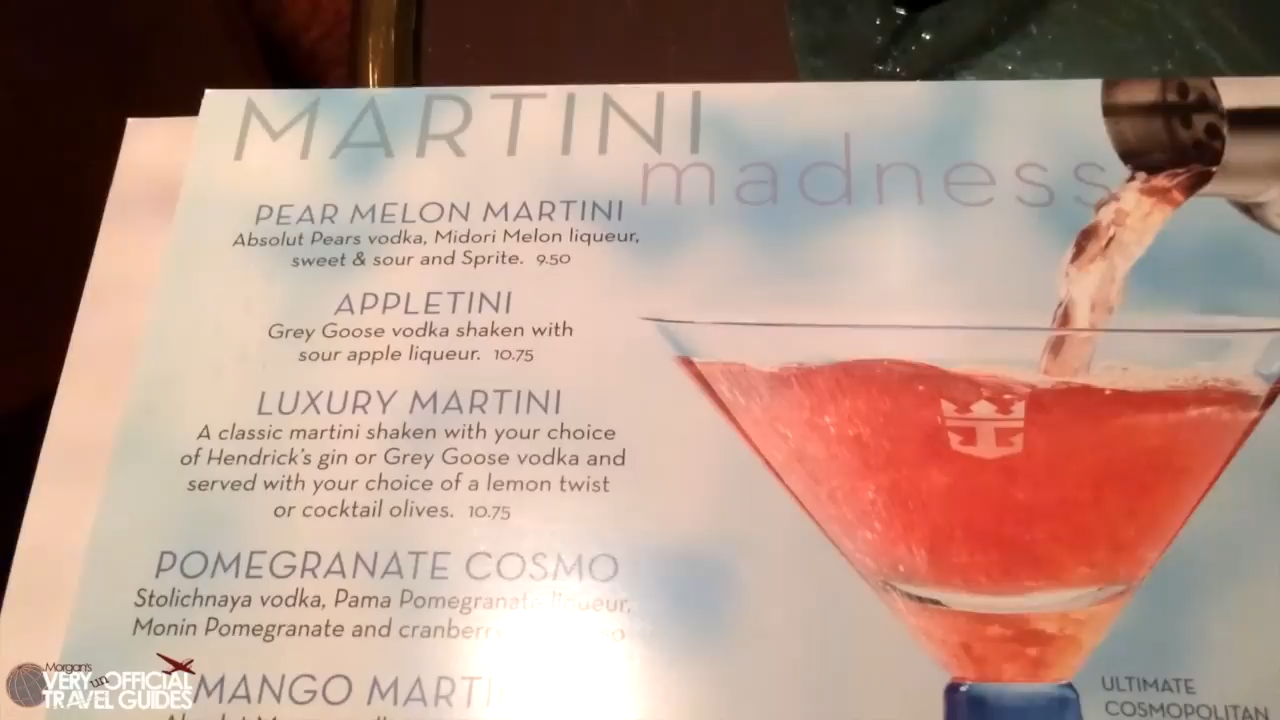 MARTINI
madness
PEAR MELON MARTINI
Absolut Pears vodka, Midori Melon liqueur,
sweet & sour and Sprite. 9.50
APPLETINI
Grey Goose vodka shaken with
sour apple liqueur. 10.75
LUXURY MARTINI
A classic martini shaken with your choice
of Hendrick's gin or Grey Goose vodka and
served with your choice of a lemon twist
or cocktail olives. 10.75
POMEGRANATE COSMO
Stolichnaya vodka, Pama Pomegranate liqueur,
Monin Pomegranate and
MANGO
ULTIMATE
COSMOPOLITAN
Morgan's
VERY un-OFFICIAL
TRAVEL GUIDES